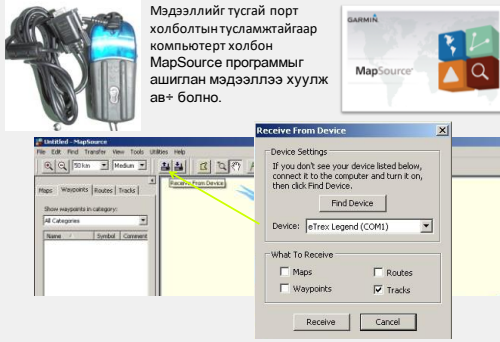 Мэдээллийг тусгай порт
холболтын тусламжтайгаар
компьютерт холбон
MapSource программыг
ашиглан мэдээллээ хуулж
ав÷ болно.
GARMIN
MapSource
Untitled - MapSource
File Edit Find Transfer View Tools Utilities Help
50 km Medium
Receive From Device
Maps Waypoints Routes Tracks
Show waypoints in category:
All Categories
Name Symbol Comment
Receive From Device
Device Settings
If you don't see your device listed below,
connect it to the computer and turn it on,
then click Find Device.
Find Device
Device: eTrex Legend (COM1)
What To Receive
Maps Routes
Waypoints Tracks
Receive Cancel